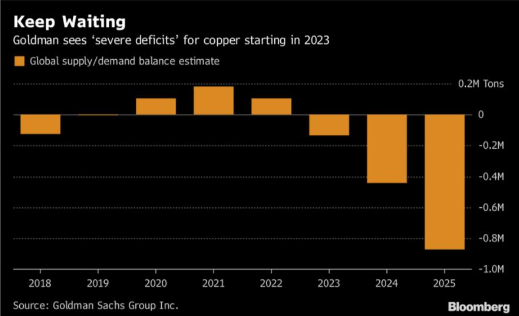 Keep Waiting
Goldman sees ‘severe deficits’ for copper starting in 2023
Global supply/demand balance estimate
0.2M Tons
0
-0.2M
-0.4M
-0.6M
-0.8M
-1.0M
2018 2019 2020 2021 2022 2023 2024 2025
Source: Goldman Sachs Group Inc.
Bloomberg